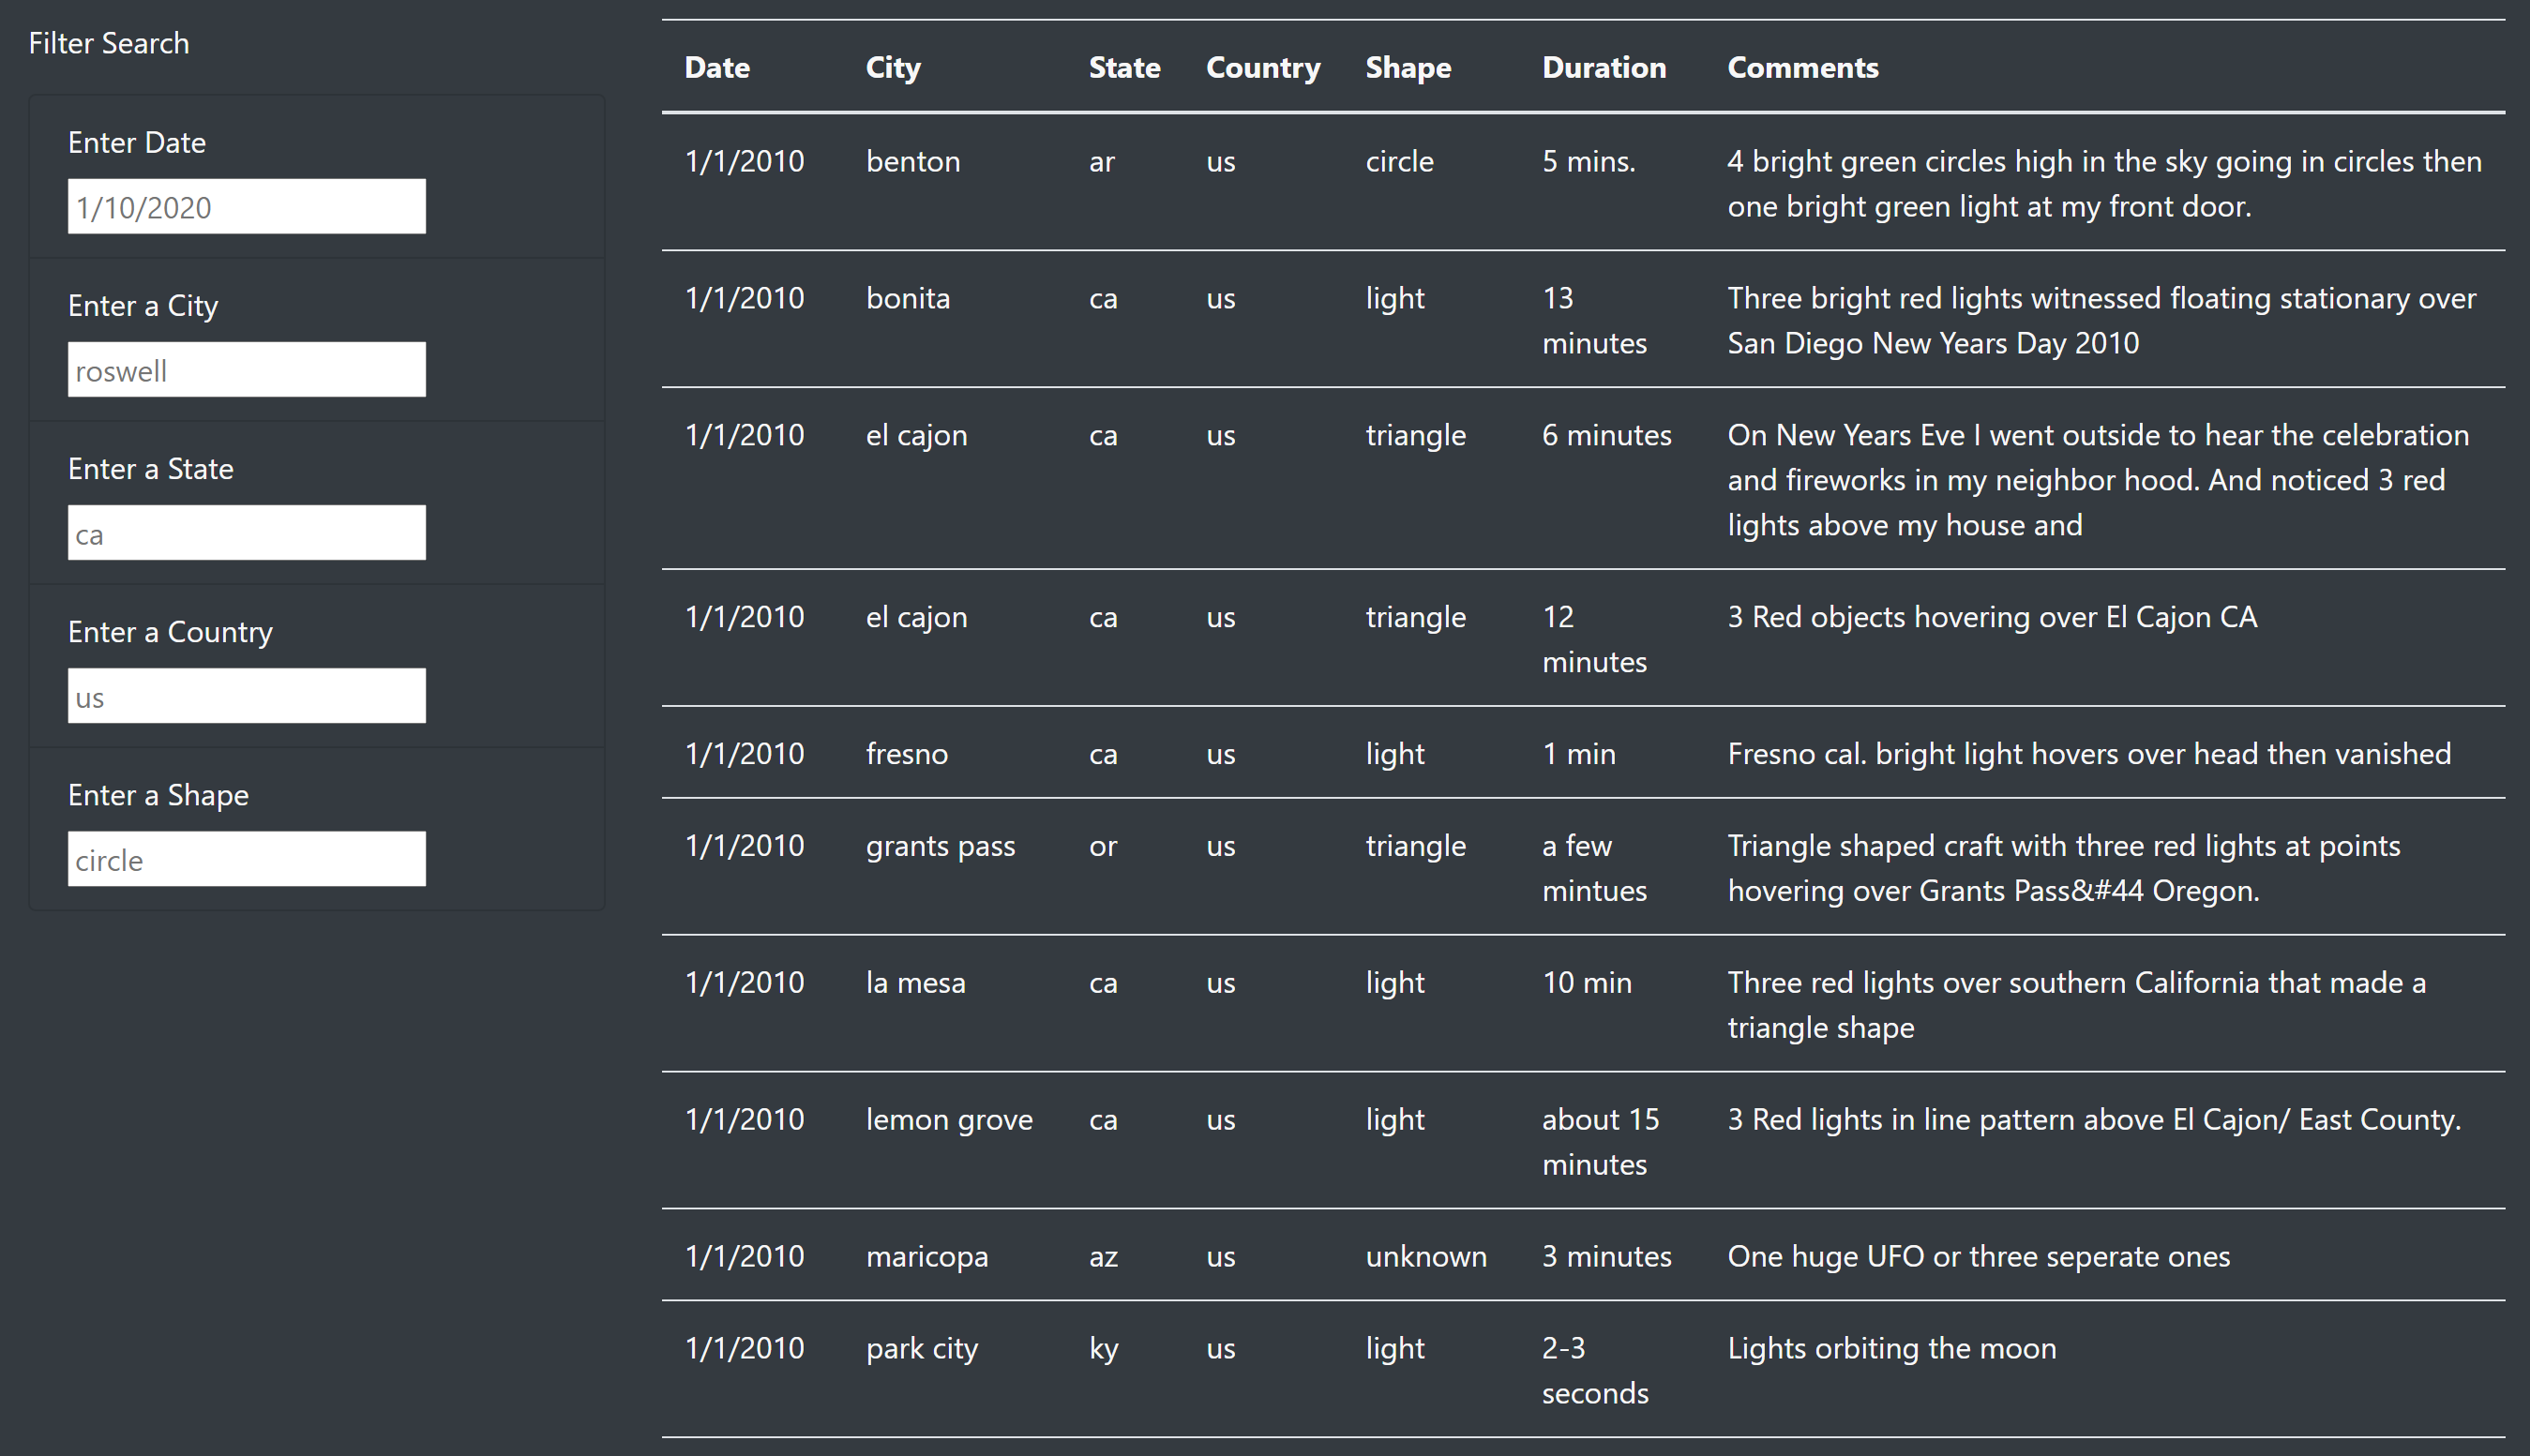 Filter Search
Enter Date
1/10/2020
Enter a City
roswell
Enter a State
ca
Enter a Country
us
Enter a Shape
circle
Date City State Country Shape Duration Comments
1/1/2010 benton ar us circle 5 mins. 4 bright green circles high in the sky going in circles then
one bright green light at my front door.
1/1/2010 bonita ca us light 13 Three bright red lights witnessed floating stationary over
minutes San Diego New Years Day 2010
1/1/2010 el cajon ca us triangle 6 minutes On New Years Eve I went outside to hear the celebration
and fireworks in my neighbor hood. And noticed 3 red
lights above my house and
1/1/2010 el cajon ca us triangle 12 3 Red objects hovering over El Cajon CA
minutes
1/1/2010 fresno ca us light 1 min Fresno cal. bright light hovers over head then vanished
1/1/2010 grants pass or us triangle a few Triangle shaped craft with three red lights at points
mintues hovering over Grants Pass&#44 Oregon.
1/1/2010 la mesa ca us light 10 min Three red lights over southern California that made a
triangle shape
1/1/2010 lemon grove ca us light about 15 3 Red lights in line pattern above El Cajon/ East County.
minutes
1/1/2010 maricopa az us unknown 3 minutes One huge UFO or three seperate ones
1/1/2010 park city ky us light 2-3 Lights orbiting the moon
seconds